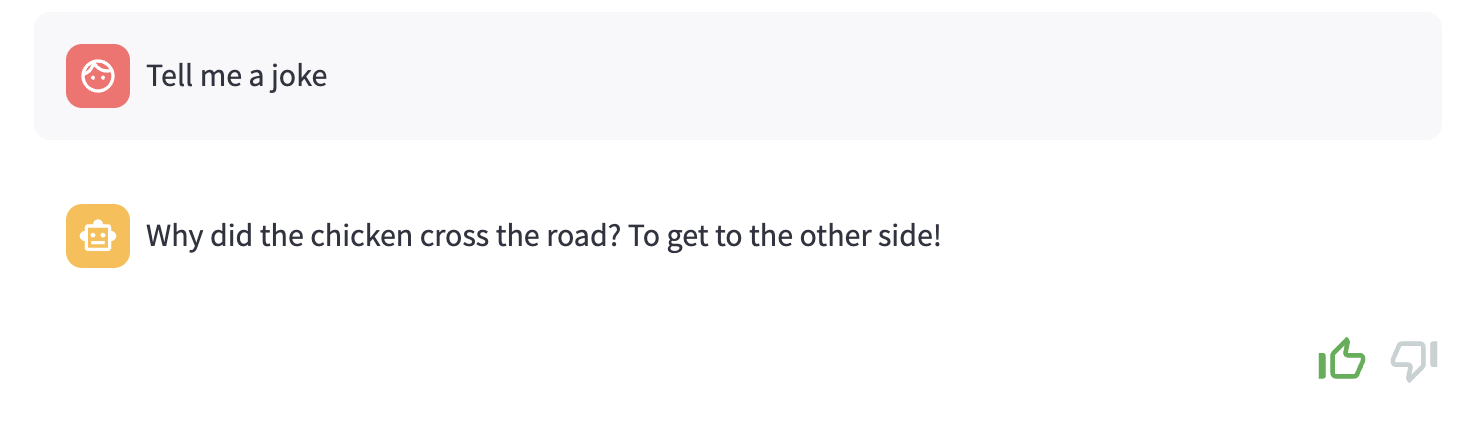 Tell me a joke
Why did the chicken cross the road? To get to the other side!